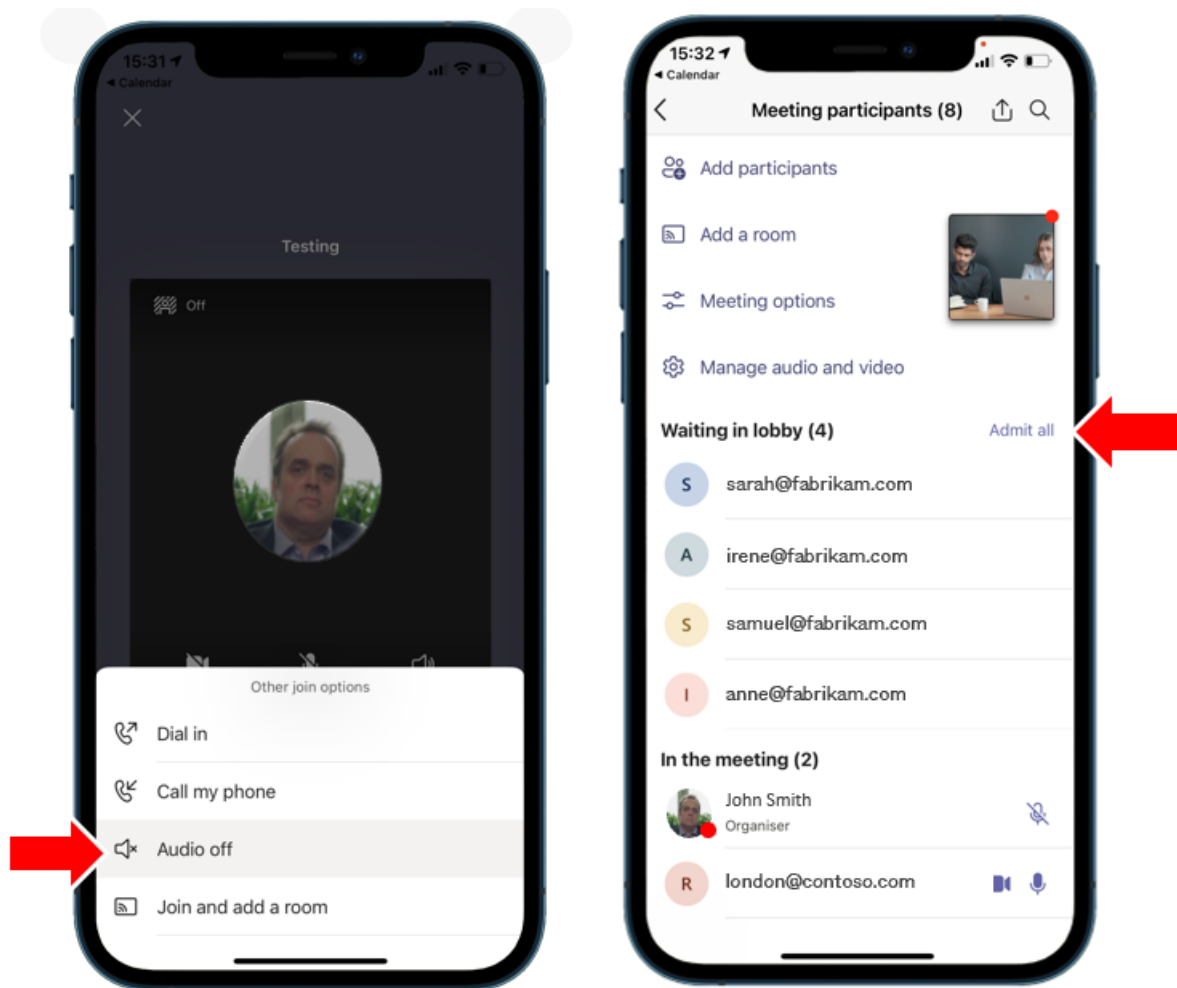 15:31
◀ Calendar
Testing
Off
Other join options
Dial in
Call my phone
Audio off
Join and add a room
15:32
◀ Calendar
Meeting participants (8)
Add participants
Add a room
Meeting options
Manage audio and video
Waiting in lobby (4)
Admit all
S
sarah@fabrikam.com
A
irene@fabrikam.com
S
samuel@fabrikam.com
I
anne@fabrikam.com
In the meeting (2)
John Smith
Organiser
R
london@contoso.com